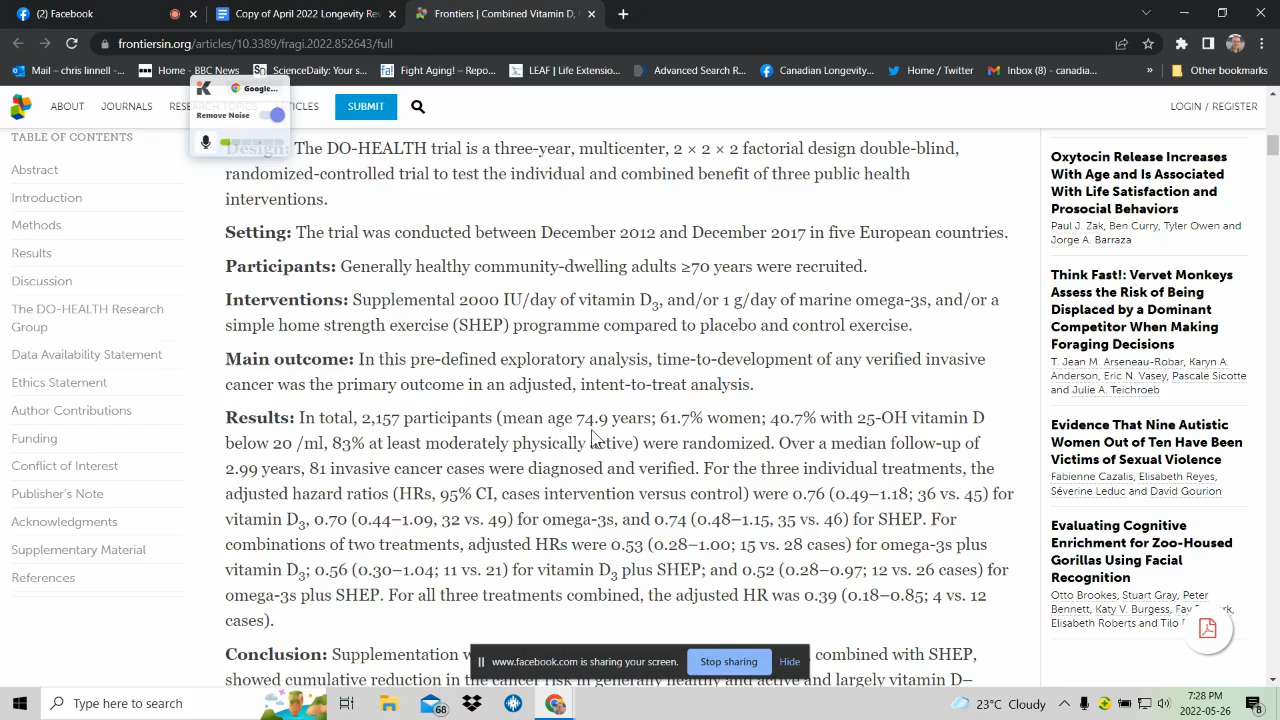 (2) Facebook
October-LEGACY HEALTH
Frontiers | Combined Vitamin D,
frontiersin.org/articles/10.3389/fragi.2022.852643/full
Mail – chris linnell –...
Home - BBC News
ScienceDaily: Your s...
Fight Aging! – Repo...
LEAF | Life Extensio...
Advancing Research R...
Canadian Longevity...
(2) Twitter /
Inbox (8) - canadia...
»
Other bookmarks
Google...
Remove Noise
ABOUT
JOURNALS
RESEARCH TOPICS
ARTICLES
SUBMIT
LOGIN / REGISTER
TABLE OF CONTENTS
Abstract
Introduction
Methods
Results
Discussion
The DO-HEALTH Research
Group
Data Availability Statement
Ethics Statement
Author Contributions
Funding
Conflict of Interest
Publisher's Note
Acknowledgments
Supplementary Material
References
Design: The DO-HEALTH trial is a three-year, multicenter, 2 × 2 × 2 factorial design double-blind,
randomized-controlled trial to test the individual and combined benefit of three public health
interventions.
Setting: The trial was conducted between December 2012 and December 2017 in five European countries.
Participants: Generally healthy community-dwelling adults ≥70 years were recruited.
Interventions: Supplemental 2000 IU/day of vitamin D3, and/or 1 g/day of marine omega-3s, and/or a
simple home strength exercise (SHEP) programme compared to placebo and control exercise.
Main outcome: In this pre-defined exploratory analysis, time-to-development of any verified invasive
cancer was the primary outcome in an adjusted, intent-to-treat analysis.
Results: In total, 2,157 participants (mean age 74.9 years; 61.7% women; 40.7% with 25-OH vitamin D
below 20 /ml, 83% at least moderately physically active) were randomized. Over a median follow-up of
2.99 years, 81 invasive cancer cases were diagnosed and verified. For the three individual treatments, the
adjusted hazard ratios (HRs, 95% CI, cases intervention versus control) were 0.76 (0.49–1.18; 36 vs. 45) for
vitamin D3, 0.70 (0.44–1.09, 32 vs. 49) for omega-3s, and 0.74 (0.48–1.15, 35 vs. 46) for SHEP. For
combinations of two treatments, adjusted HRs were 0.53 (0.28–1.00; 15 vs. 28 cases) for omega-3s plus
vitamin D3; 0.56 (0.30–1.04; 11 vs. 21) for vitamin D3 plus SHEP; and 0.52 (0.28–0.97; 12 vs. 26 cases) for
omega-3s plus SHEP. For all three treatments combined, the adjusted HR was 0.39 (0.18–0.85; 4 vs. 12
cases).
Conclusion: Supplementation combined with SHEP,
showed cumulative reduction in the cancer risk in generally healthy and active and largely vitamin D–
Oxytocin Release Increases
With Age and Is Associated
With Life Satisfaction and
Prosocial Behaviors
Paul J. Zak, Ben Curry, Tyler Owen and
Jorge A. Barraza
Think Fast!: Vervet Monkeys
Assess the Risk of Being
Displaced by a Dominant
Competitor When Making
Foraging Decisions
T. Jean M. Arseneau-Robar, Karyn A.
Anderson, Eric N. Vasey, Pascale Sicotte
and Julie A. Teichroeb
Evidence That Nine Autistic
Women Out of Ten Have Been
Victims of Sexual Violence
Fabienne Cazalis, Elisabeth Reyes,
Séverine Leduc and David Gourion
Evaluating Cognitive
Enrichment for Zoo-Housed
Gorillas Using Facial
Recognition
Otto Brookes, Stuart Gray, Peter
Bennett, Katy V. Burgess,
Elisabeth Roberts and
www.facebook.com is sharing your screen.
Stop sharing
Hide
Type here to search
68
23°C Cloudy
7:28 PM
2022-05-26
8